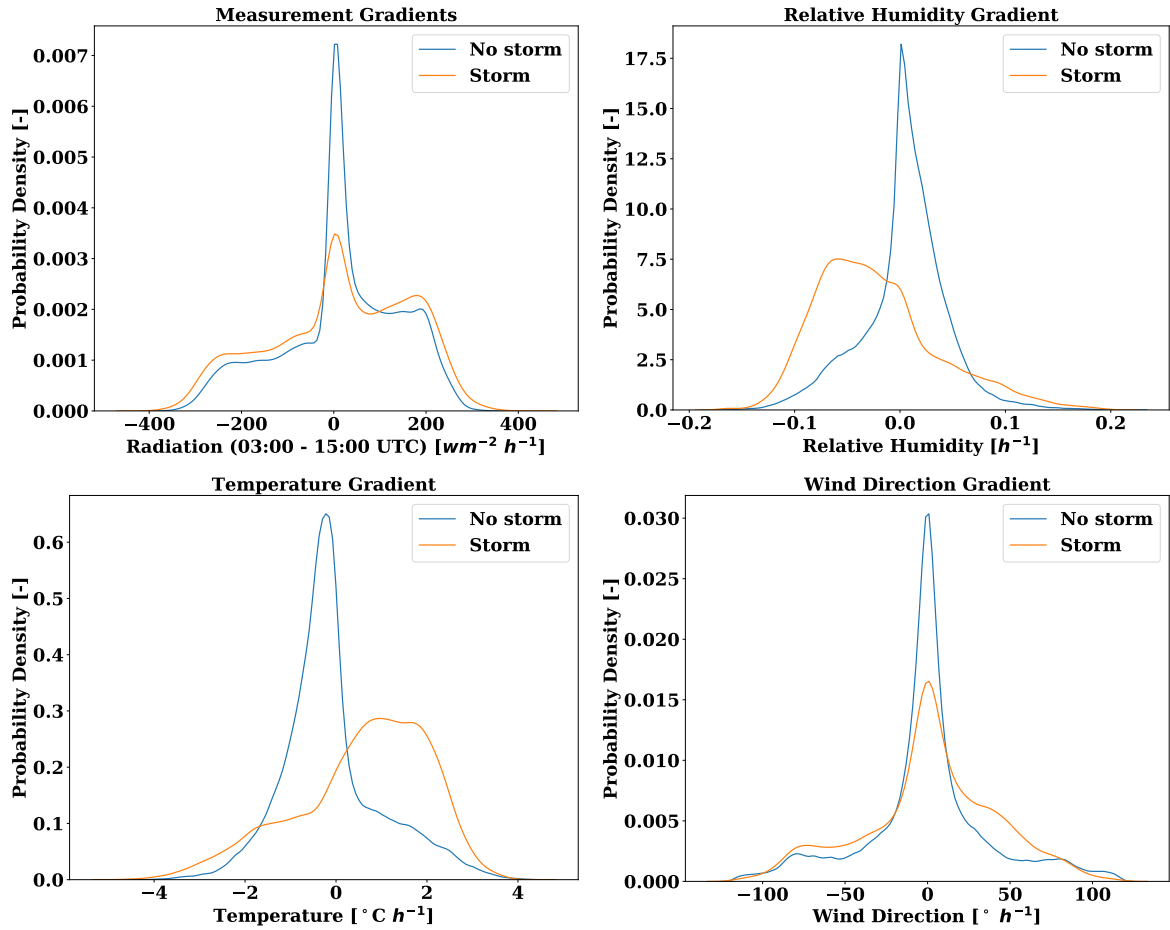 Measurement Gradients
No storm
Storm
Probability Density [-]
0.007
0.006
0.005
0.004
0.003
0.002
0.001
0.000
−400
−200
0
200
400
Radiation (03:00 - 15:00 UTC) [wm⁻² h⁻¹]
Relative Humidity Gradient
No storm
Storm
Probability Density [-]
17.5
15.0
12.5
10.0
7.5
5.0
2.5
0.0
−0.2
−0.1
0.0
0.1
0.2
Relative Humidity [h⁻¹]
Temperature Gradient
No storm
Storm
Probability Density [-]
0.6
0.5
0.4
0.3
0.2
0.1
0.0
−4
−2
0
2
4
Temperature [°C h⁻¹]
Wind Direction Gradient
No storm
Storm
Probability Density [-]
0.030
0.025
0.020
0.015
0.010
0.005
0.000
−100
−50
0
50
100
Wind Direction [° h⁻¹]